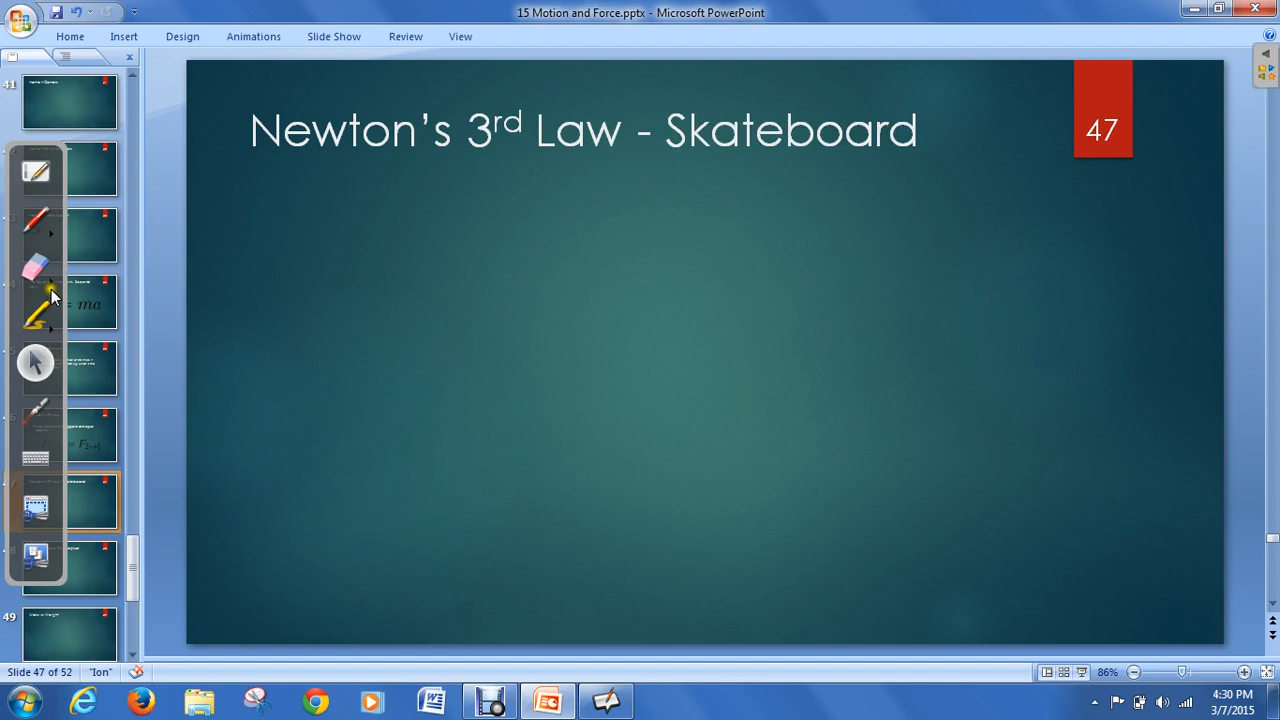 15 Motion and Force.pptx - Microsoft PowerPoint
Home Insert Design Animations Slide Show Review View
41
Newton's 3rd Law - Skateboard
47
= ma
49
Slide 47 of 52 "Ion" 86%
4:30 PM
3/7/2015